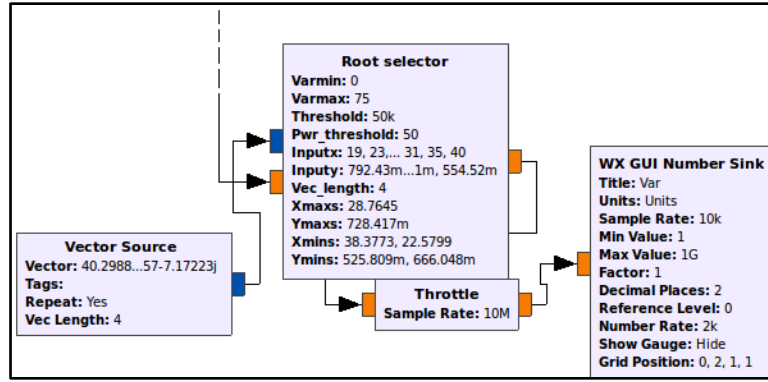 Root selector
Varmin: 0
Varmax: 75
Threshold: 50k
Pwr_threshold: 50
Inputx: 19, 23,... 31, 35, 40
Inputy: 792.43m...1m, 554.52m
Vec_length: 4
Xmaxs: 28.7645
Ymaxs: 728.417m
Xmins: 38.3773, 22.5799
Ymins: 525.809m, 666.048m
Vector Source
Vector: 40.2988...57-7.17223j
Tags:
Repeat: Yes
Vec Length: 4
Throttle
Sample Rate: 10M
WX GUI Number Sink
Title: Var
Units: Units
Sample Rate: 10k
Min Value: 1
Max Value: 1G
Factor: 1
Decimal Places: 2
Reference Level: 0
Number Rate: 2k
Show Gauge: Hide
Grid Position: 0, 2, 1, 1